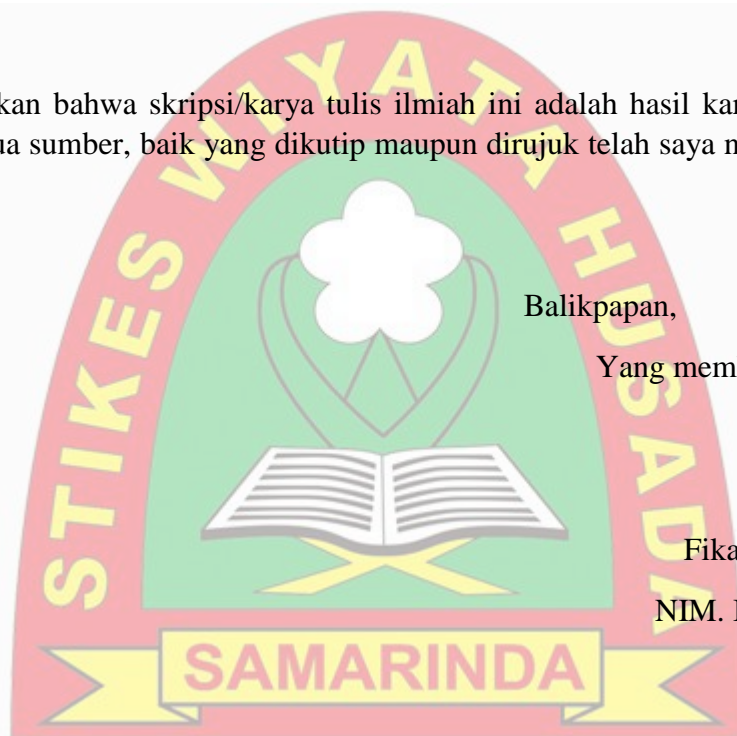 kan bahwa skripsi/karya tulis ilmiah ini adalah hasil kar
ua sumber, baik yang dikutip maupun dirujuk telah saya n
Balikpapan,
Yang mem
Fika
NIM. 
STIKES WIYATA HUSADA
SAMARINDA